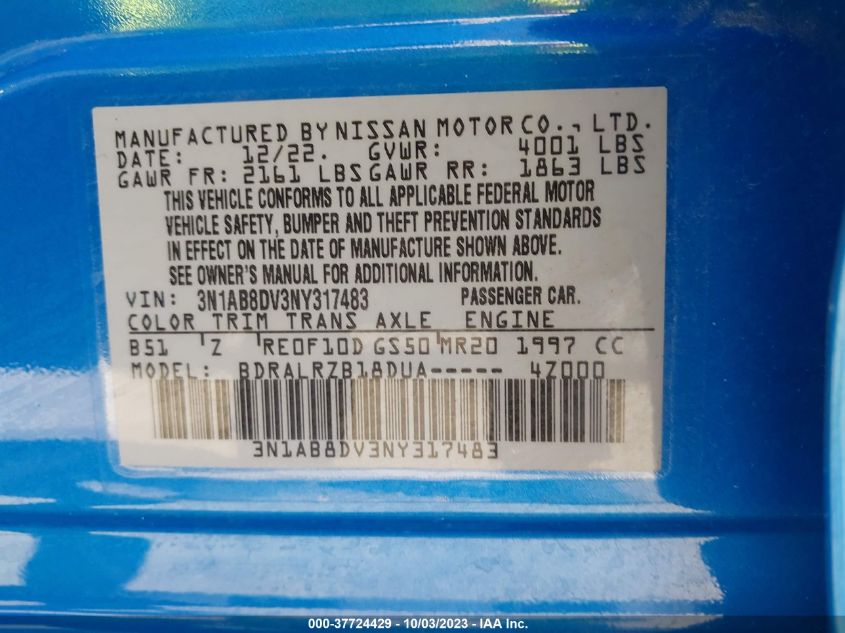 MANUFACTURED BY NISSAN MOTOR CO., LTD.
DATE: 12/22. GVWR: 4001 LBS
GAWR FR: 2161 LBS GAWR RR: 1863 LBS
THIS VEHICLE CONFORMS TO ALL APPLICABLE FEDERAL MOTOR
VEHICLE SAFETY, BUMPER AND THEFT PREVENTION STANDARDS
IN EFFECT ON THE DATE OF MANUFACTURE SHOWN ABOVE.
SEE OWNER'S MANUAL FOR ADDITIONAL INFORMATION.
VIN: 3N1AB8DV3NY317483 PASSENGER CAR.
COLOR TRIM TRANS AXLE ENGINE
B51 Z RE0F10D GS50 MR20 1997 CC
MODEL: BDRALRZB18DUA----- 4Z000
3N1AB8DV3NY317483
000-37724429 - 10/03/2023 - IAAI.com Inc.